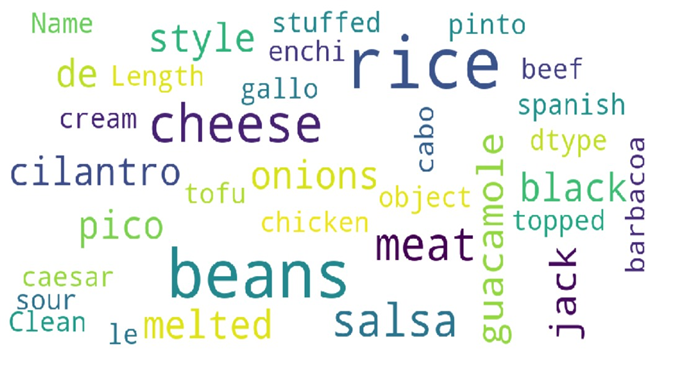 Name
style
stuffed
pinto
enchi
rice
de
Length
gallo
beef
cream
cheese
cabo
spanish
dtype
cilantro
tofu
onions
object
guacamole
black
barbacoa
pico
chicken
meat
topped
caesar
beans
jack
sour
Clean
le
melted
salsa